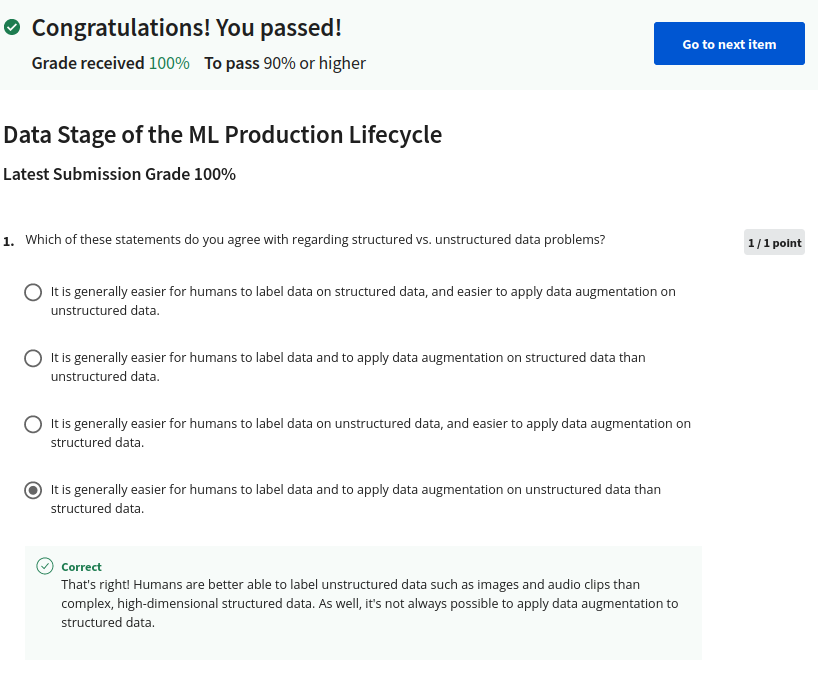 Congratulations! You passed!
Grade received 100% To pass 90% or higher
Go to next item
Data Stage of the ML Production Lifecycle
Latest Submission Grade 100%
1. Which of these statements do you agree with regarding structured vs. unstructured data problems?
1 / 1 point
It is generally easier for humans to label data on structured data, and easier to apply data augmentation on
unstructured data.
It is generally easier for humans to label data and to apply data augmentation on structured data than
unstructured data.
It is generally easier for humans to label data on unstructured data, and easier to apply data augmentation on
structured data.
It is generally easier for humans to label data and to apply data augmentation on unstructured data than
structured data.
Correct
That's right! Humans are better able to label unstructured data such as images and audio clips than
complex, high-dimensional structured data. As well, it's not always possible to apply data augmentation to
structured data.